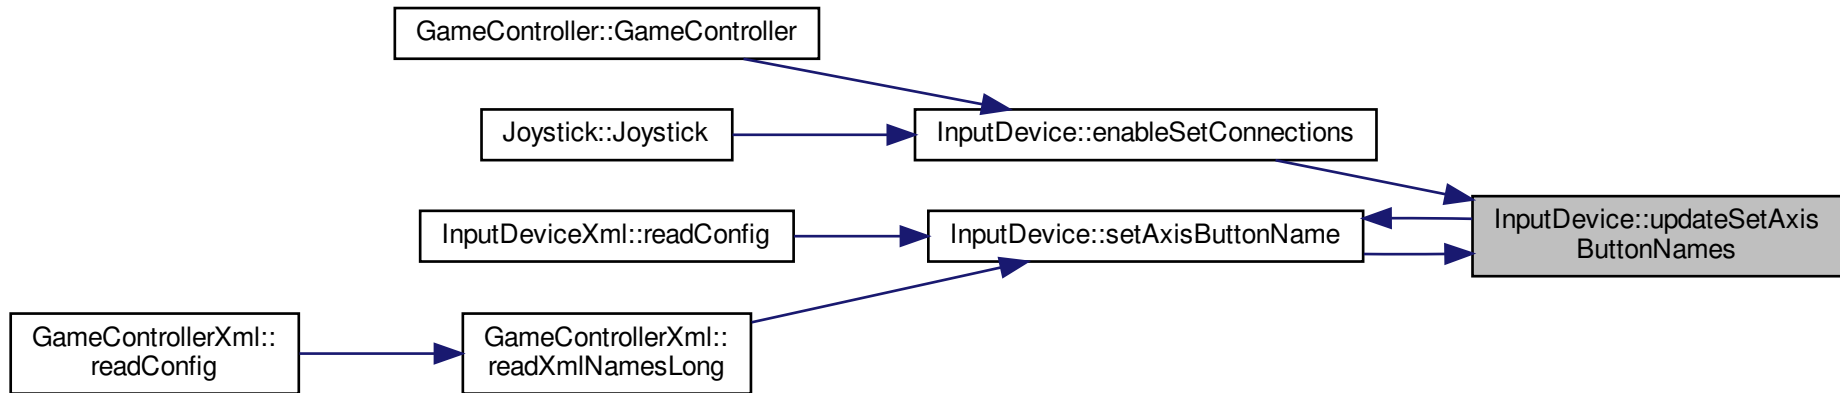 GameController::GameController
Joystick::Joystick
InputDevice::enableSetConnections
InputDeviceXml::readConfig
InputDevice::setAxisButtonName
InputDevice::updateSetAxis
ButtonNames
GameControllerXml::
readConfig
GameControllerXml::
readXmlNamesLong